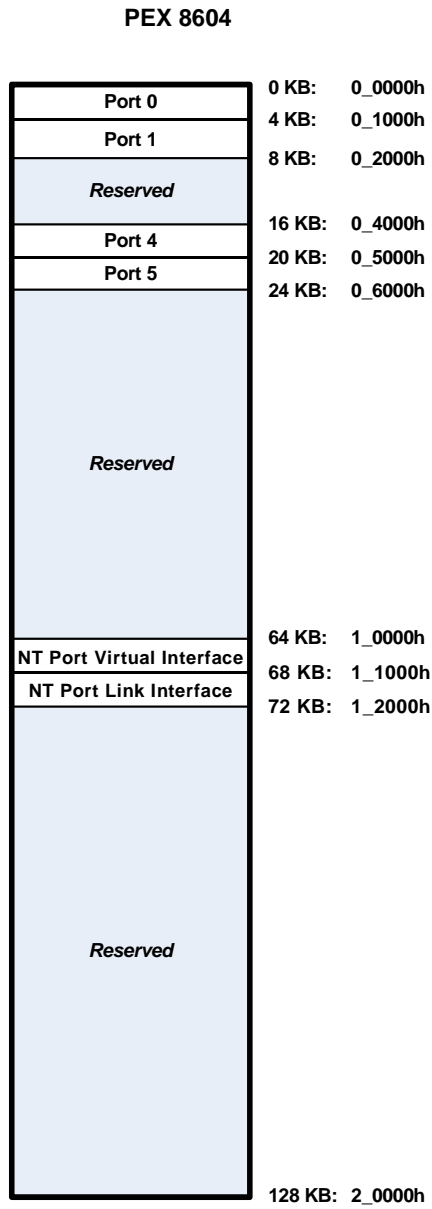 PEX 8604
0 KB: 0_0000h
Port 0
4 KB: 0_1000h
Port 1
8 KB: 0_2000h
Reserved
16 KB: 0_4000h
Port 4
20 KB: 0_5000h
Port 5
24 KB: 0_6000h
Reserved
64 KB: 1_0000h
NT Port Virtual Interface
68 KB: 1_1000h
NT Port Link Interface
72 KB: 1_2000h
Reserved
128 KB: 2_0000h